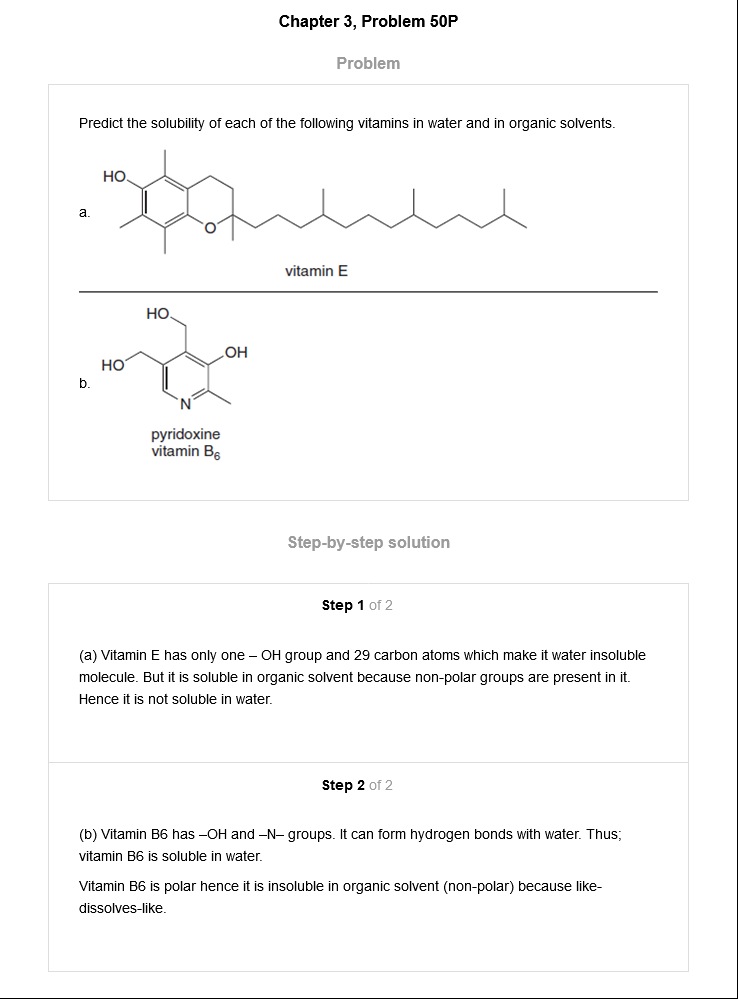 Chapter 3, Problem 50P
Problem
Predict the solubility of each of the following vitamins in water and in organic solvents.
a.
HO
O
vitamin E
b.
HO
HO
OH
N
pyridoxine
vitamin B₆
Step-by-step solution
Step 1 of 2
(a) Vitamin E has only one – OH group and 29 carbon atoms which make it water insoluble
molecule. But it is soluble in organic solvent because non-polar groups are present in it.
Hence it is not soluble in water.
Step 2 of 2
(b) Vitamin B6 has –OH and –N– groups. It can form hydrogen bonds with water. Thus;
vitamin B6 is soluble in water.
Vitamin B6 is polar hence it is insoluble in organic solvent (non-polar) because like-
dissolves-like.